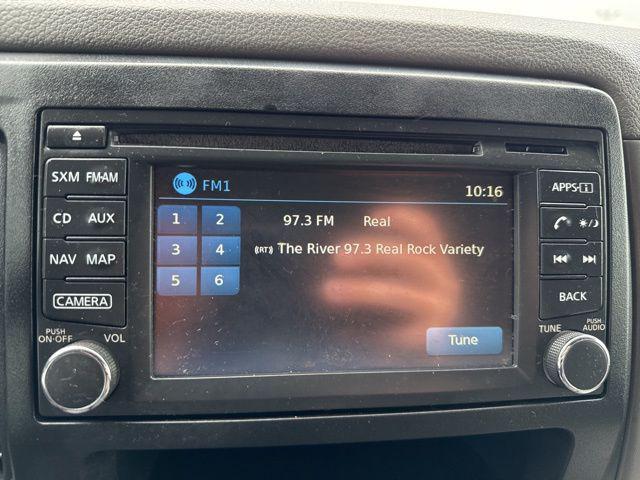 SXM FM·AM
CD AUX
NAV MAP
CAMERA
PUSH
ON·OFF VOL
FM1 10:16
1 2 97.3 FM Real
3 4 (RT) The River 97.3 Real Rock Variety
5 6
Tune
APPS·i
BACK
TUNE PUSH
AUDIO